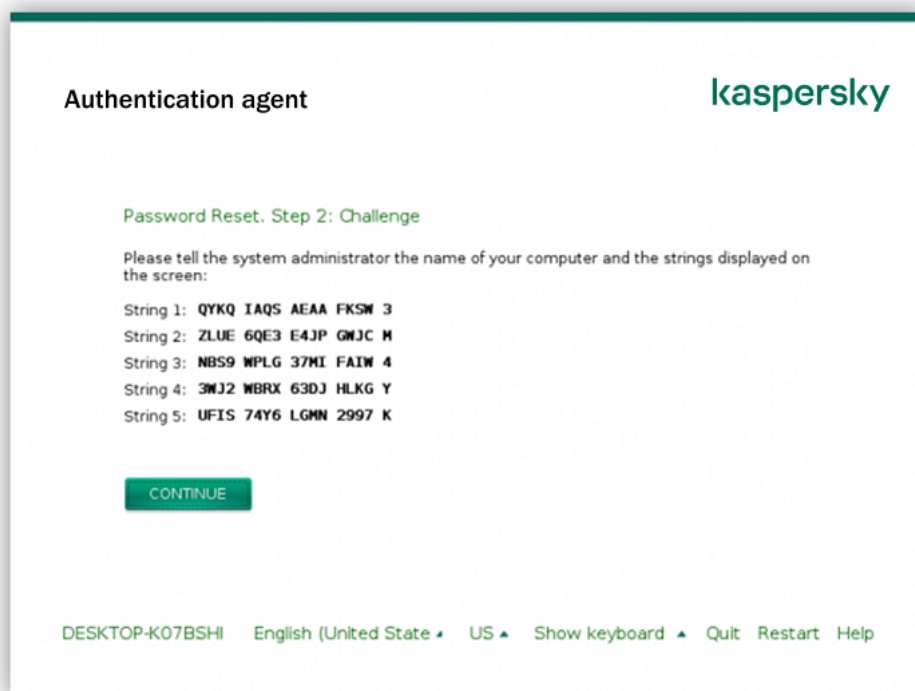 Authentication agent
kaspersky
Password Reset. Step 2: Challenge
Please tell the system administrator the name of your computer and the strings displayed on
the screen:
String 1: QYKQ IAQS AEAA FKSW 3
String 2: ZLUE 6QE3 E4JP GWJC M
String 3: NBS9 WPLG 37MI FAIW 4
String 4: 3WJ2 WBRX 63DJ HLKG Y
String 5: UFIS 74Y6 LGMN 2997 K
CONTINUE
DESKTOP-K07BSHI English (United State US Show keyboard Quit Restart Help